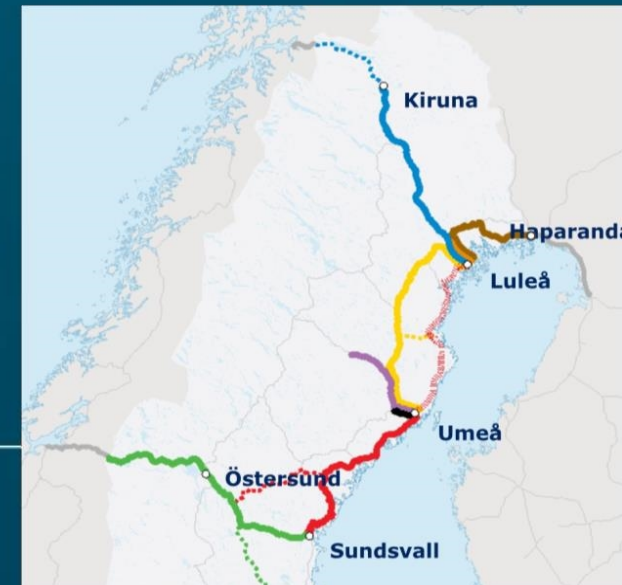 Kiruna
Haparanda
Luleå
Umeå
Östersund
Sundsvall